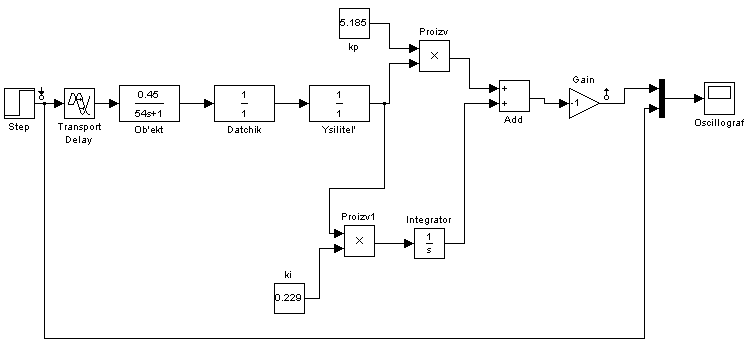 5.185
kp
Proizv
×
Step
Transport
Delay
0.45
54s+1
Ob'ekt
1
1
Datchik
1
1
Ysilitel'
+
+
Add
Gain
-1
Oscillograf
Proizv1
×
Integrator
1
s
ki
0.229